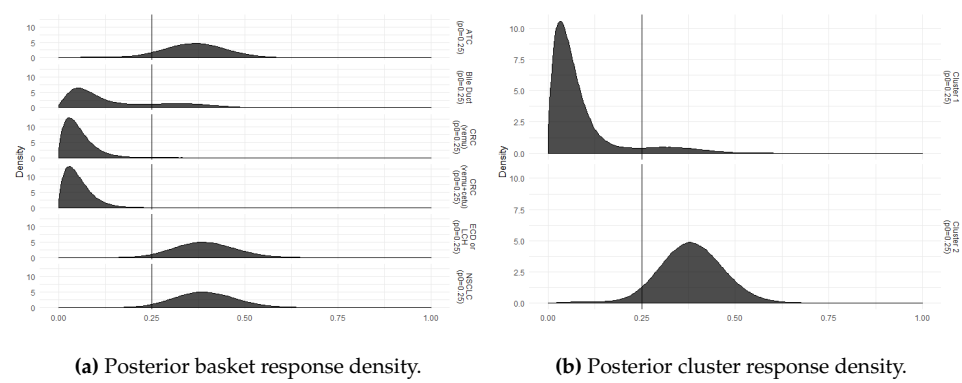 Density
10
5
0
ATC
(p0=0.25)
10
5
0
Bile Duct
(p0=0.25)
10
5
0
CRC
(vemu)
(p0=0.25)
10
5
0
CRC
(vemu+cetu)
(p0=0.25)
10
5
0
ECD or
LCH
(p0=0.25)
10
5
0
NSCLC
(p0=0.25)
0.00 0.25 0.50 0.75 1.00
(a) Posterior basket response density.
Density
10.0
7.5
5.0
2.5
0.0
Cluster 1
(p0=0.25)
10.0
7.5
5.0
2.5
0.0
Cluster 2
(p0=0.25)
0.00 0.25 0.50 0.75 1.00
(b) Posterior cluster response density.